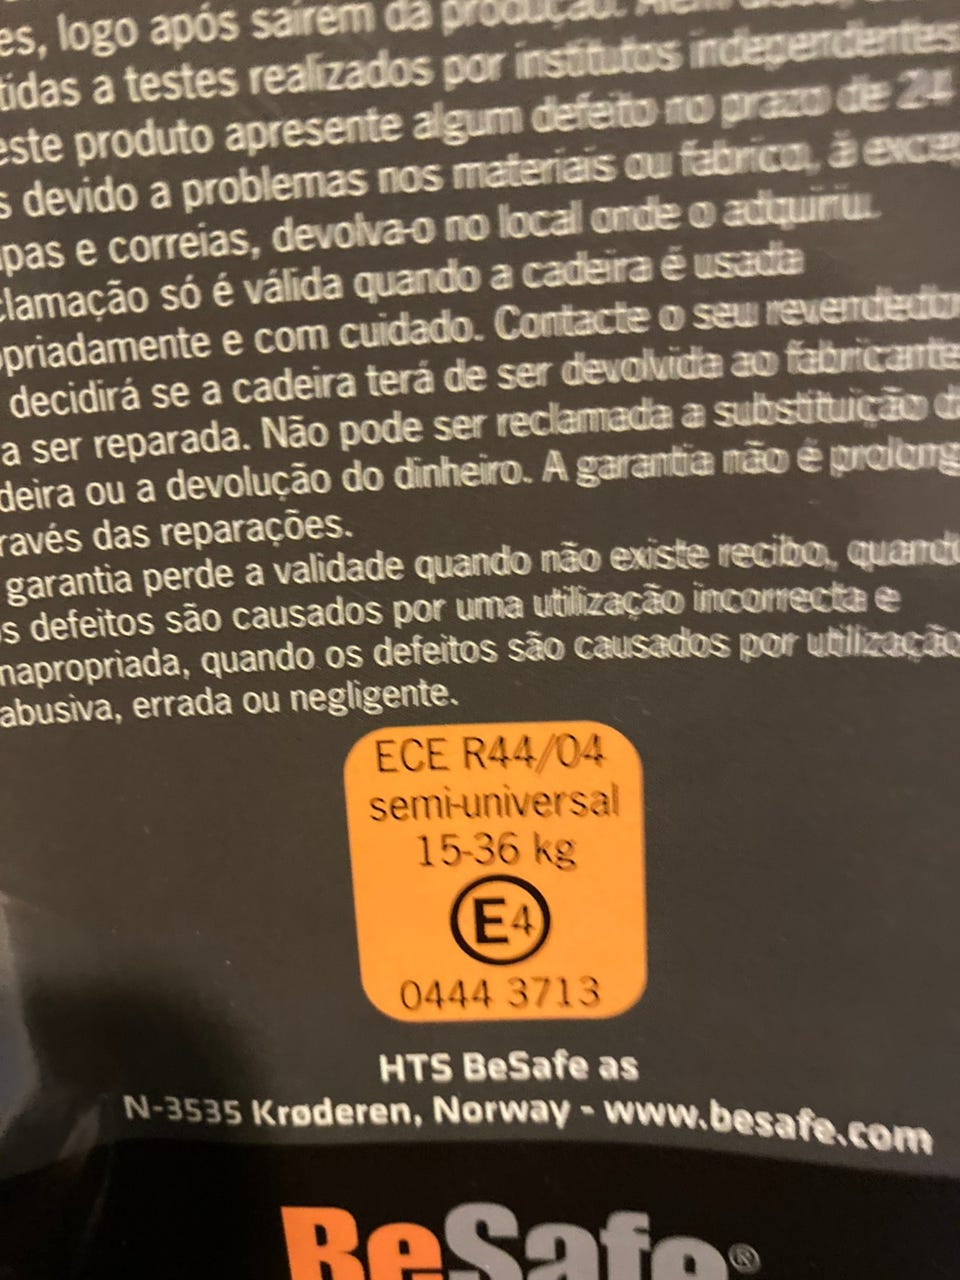 es, logo após saírem da produção. Além disso,
tidas a testes realizados por institutos independentes
este produto apresente algum defeito no prazo de 24
s devido a problemas nos materiais ou fabrico, à exce
pas e correias, devolva-o no local onde o adquiriu.
clamação só é válida quando a cadeira é usada
opriadamente e com cuidado. Contacte o seu revendedo
decidirá se a cadeira terá de ser devolvida ao fabricante
a ser reparada. Não pode ser reclamada a substituição d
deira ou a devolução do dinheiro. A garantia não é prolong
ravés das reparações.
garantia perde a validade quando não existe recibo, quando
s defeitos são causados por uma utilização incorrecta e
napropriada, quando os defeitos são causados por utilização
abusiva, errada ou negligente.
ECE R44/04
semi-universal
15-36 kg
E4
0444 3713
HTS BeSafe as
N-3535 Krøderen, Norway - www.besafe.com
BeSafe®